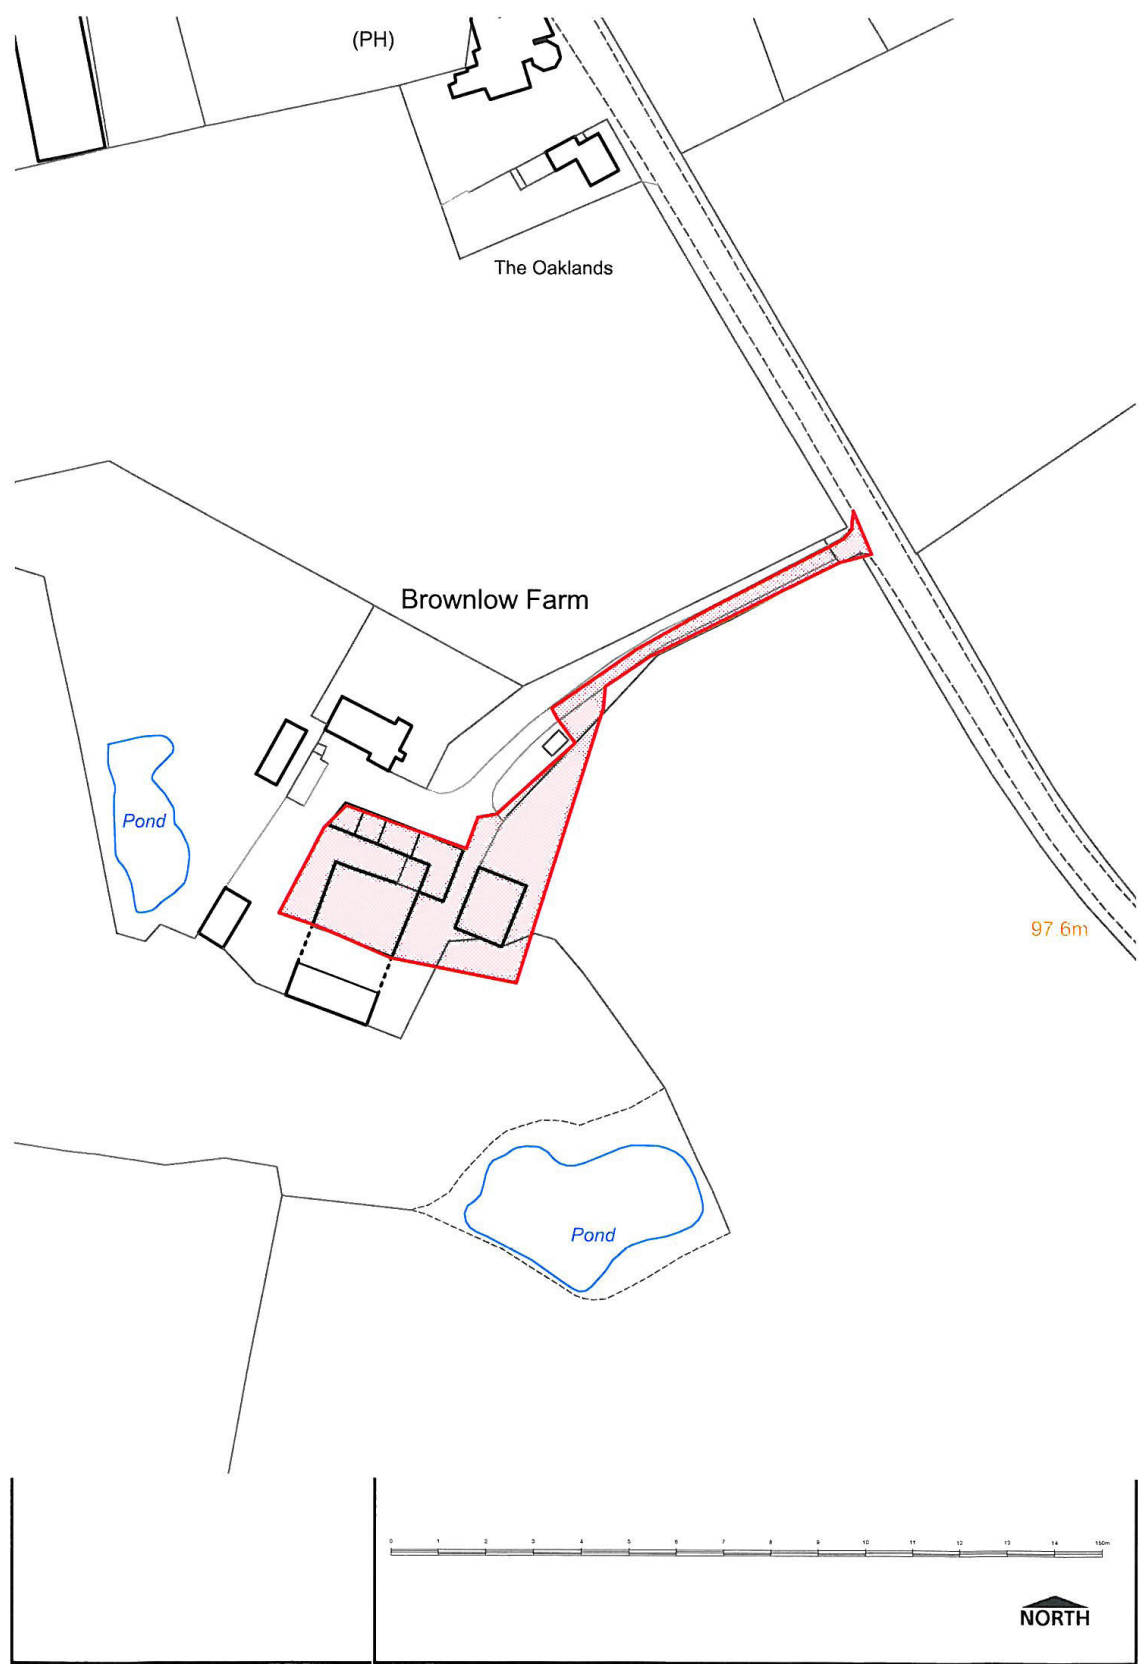 (PH)
The Oaklands
Brownlow Farm
Pond
97.6m
Pond
0 1 2 3 4 5 6 7 8 9 10 11 12 13 14 150m
NORTH